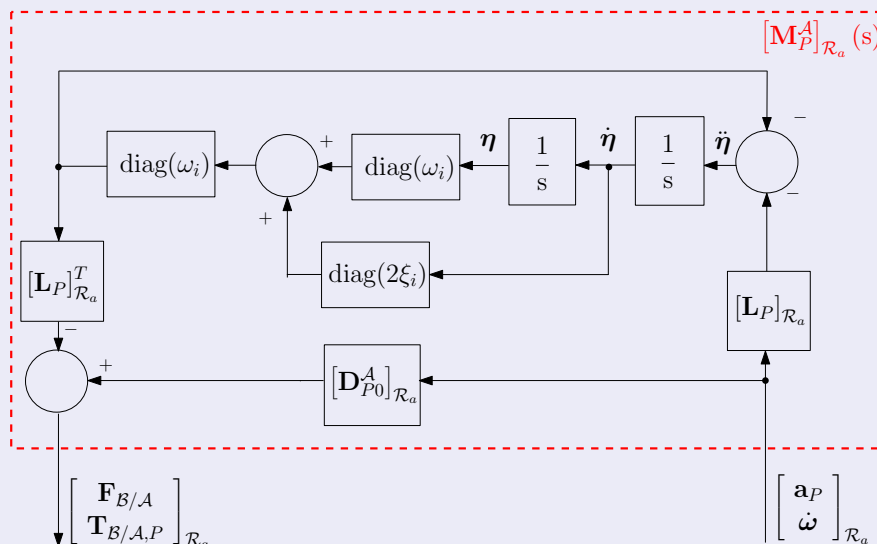 [M_P^𝒜]_{ℛ_a}(s)
−
+
diag(ω_i)
diag(ω_i)
η
1/s
η̇
1/s
η̈
−
+
diag(2ξ_i)
[L_P]^T_{ℛ_a}
[L_P]_{ℛ_a}
−
+
[D_{P0}^𝒜]_{ℛ_a}
[F_{ℬ/𝒜}
T_{ℬ/𝒜,P}]_{ℛ_a}
[a_P
ω̇]_{ℛ_a}